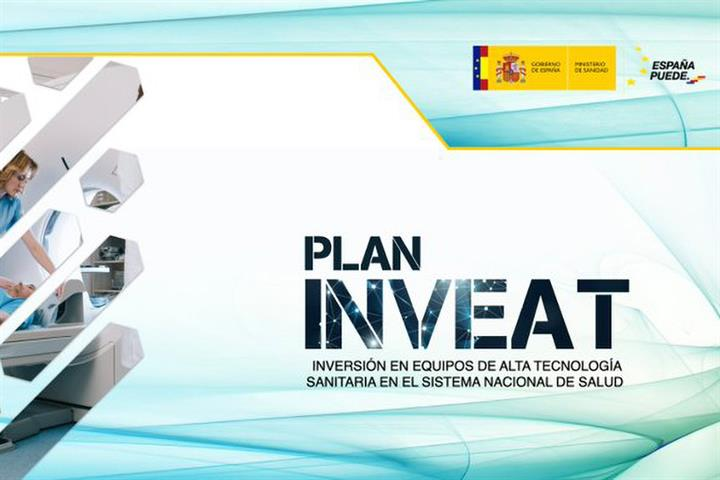 GOBIERNO
DE ESPAÑA
MINISTERIO
DE SANIDAD
ESPAÑA
PUEDE.
PLAN
INVEAT
INVERSIÓN EN EQUIPOS DE ALTA TECNOLOGÍA
SANITARIA EN EL SISTEMA NACIONAL DE SALUD